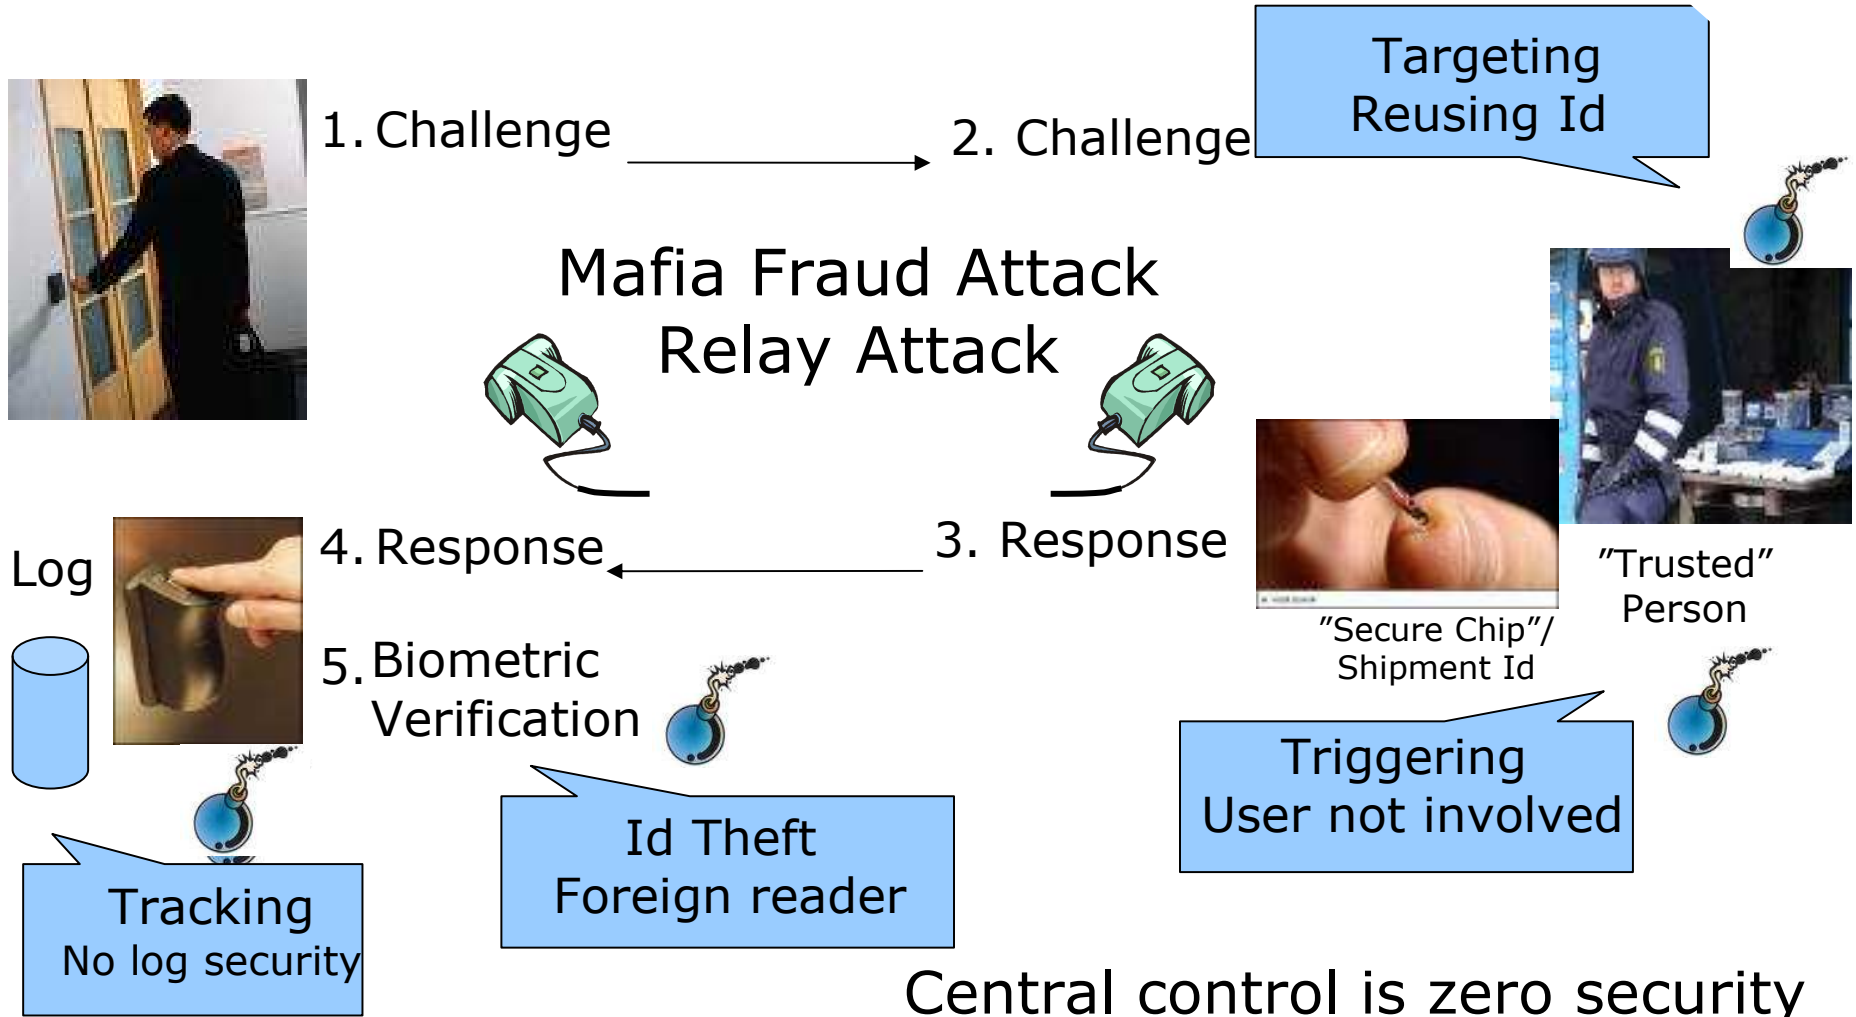 Targeting
Reusing Id
1. Challenge
2. Challenge
Mafia Fraud Attack
Relay Attack
4. Response
3. Response
Log
"Trusted"
Person
"Secure Chip"/
Shipment Id
5. Biometric
Verification
Triggering
User not involved
Id Theft
Foreign reader
Tracking
No log security
Central control is zero security